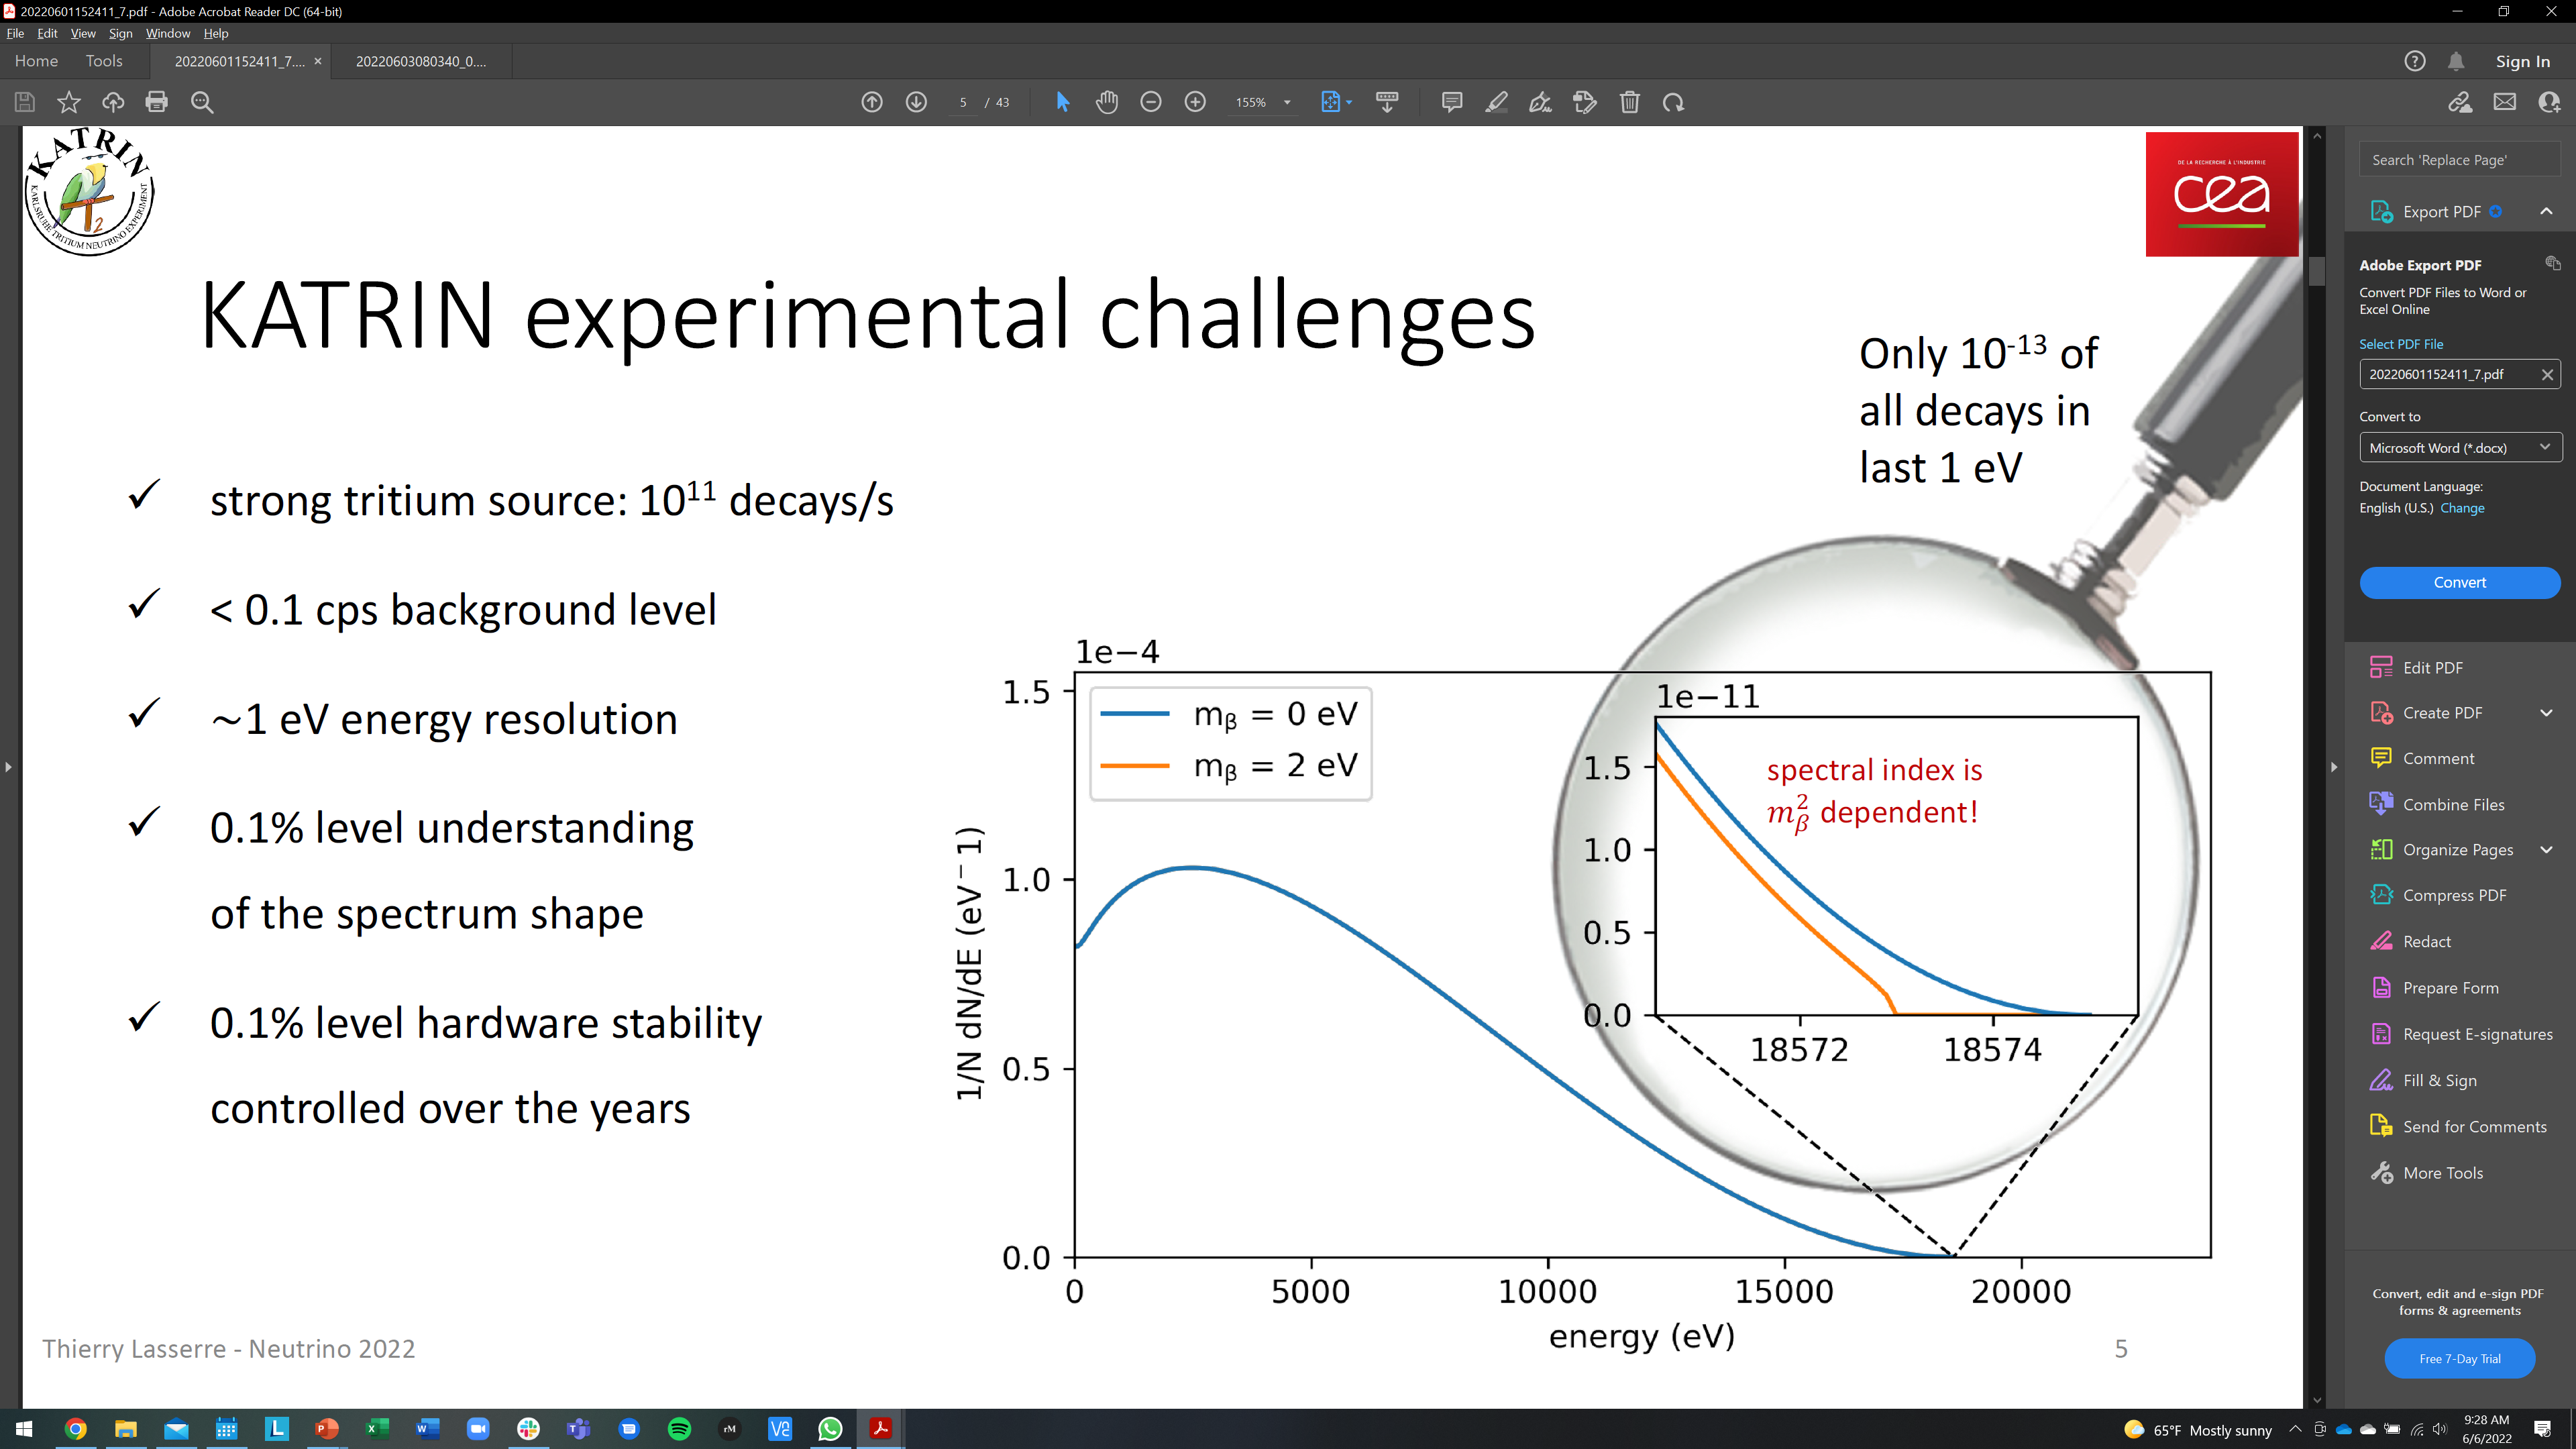 20220601152411_7.pdf - Adobe Acrobat Reader DC (64-bit)
File Edit View Sign Window Help
Home Tools 20220601152411_7.... × 20220603080340_0.... Sign In
5 / 43 155%
KATRIN
KARLSRUHE TRITIUM NEUTRINO EXPERIMENT
DE LA RECHERCHE À L'INDUSTRIE
cea
KATRIN experimental challenges
Only 10⁻¹³ of
all decays in
last 1 eV
✓ strong tritium source: 10¹¹ decays/s
✓ < 0.1 cps background level
✓ ~1 eV energy resolution
✓ 0.1% level understanding
of the spectrum shape
✓ 0.1% level hardware stability
controlled over the years
1e−4
1.5
1.0
0.5
0.0
1/N dN/dE (eV⁻ 1)
mᵦ = 0 eV
mᵦ = 2 eV
1e−11
1.5
1.0
0.5
0.0
spectral index is
m²ᵦ dependent!
18572 18574
0 5000 10000 15000 20000
energy (eV)
Thierry Lasserre - Neutrino 2022
5
Search 'Replace Page'
Export PDF
Adobe Export PDF
Convert PDF Files to Word or
Excel Online
Select PDF File
20220601152411_7.pdf
Convert to
Microsoft Word (*.docx)
Document Language:
English (U.S.) Change
Convert
Edit PDF
Create PDF
Comment
Combine Files
Organize Pages
Compress PDF
Redact
Prepare Form
Request E-signatures
Fill & Sign
Send for Comments
More Tools
Convert, edit and e-sign PDF
forms & agreements
Free 7-Day Trial
65°F Mostly sunny
9:28 AM
6/6/2022